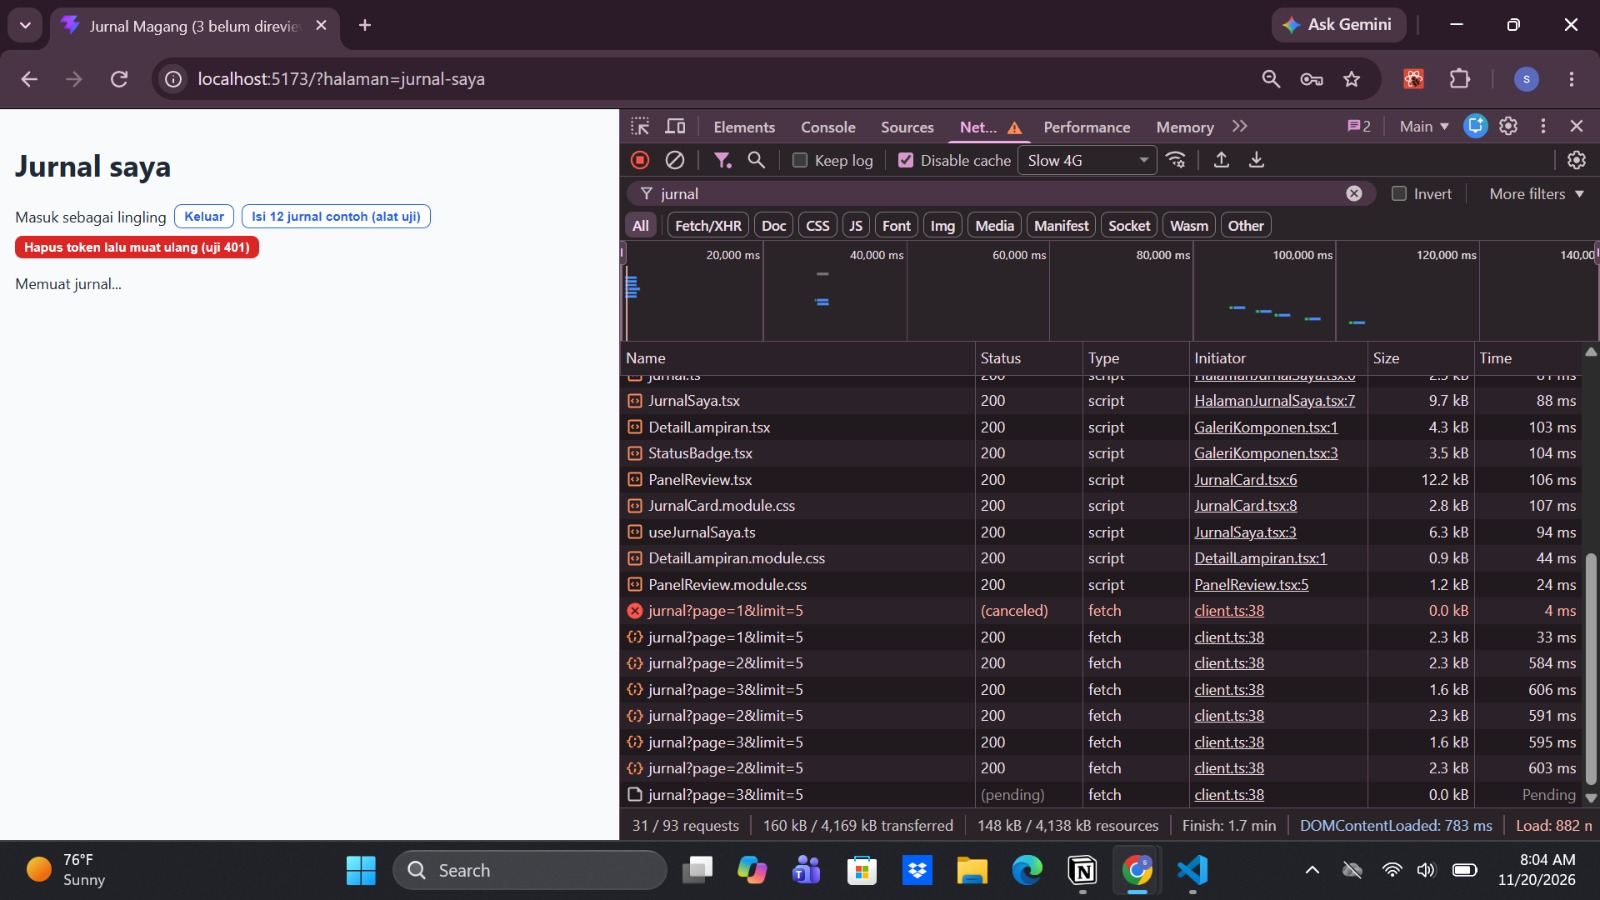 Jurnal Magang (3 belum direvie
Ask Gemini
localhost:5173/?halaman=jurnal-saya
S
Jurnal saya
Masuk sebagai lingling
Keluar
Isi 12 jurnal contoh (alat uji)
Hapus token lalu muat ulang (uji 401)
Memuat jurnal...
Elements Console Sources Net... Performance Memory 2 Main
Keep log Disable cache Slow 4G
jurnal Invert More filters
All Fetch/XHR Doc CSS JS Font Img Media Manifest Socket Wasm Other
20,000 ms 40,000 ms 60,000 ms 80,000 ms 100,000 ms 120,000 ms 140,00
Name Status Type Initiator Size Time
jurnal.ts 200 script HalamanJurnalSaya.tsx:6 2.5 kB 81 ms
JurnalSaya.tsx 200 script HalamanJurnalSaya.tsx:7 9.7 kB 88 ms
DetailLampiran.tsx 200 script GaleriKomponen.tsx:1 4.3 kB 103 ms
StatusBadge.tsx 200 script GaleriKomponen.tsx:3 3.5 kB 104 ms
PanelReview.tsx 200 script JurnalCard.tsx:6 12.2 kB 106 ms
JurnalCard.module.css 200 script JurnalCard.tsx:8 2.8 kB 107 ms
useJurnalSaya.ts 200 script JurnalSaya.tsx:3 6.3 kB 94 ms
DetailLampiran.module.css 200 script DetailLampiran.tsx:1 0.9 kB 44 ms
PanelReview.module.css 200 script PanelReview.tsx:5 1.2 kB 24 ms
jurnal?page=1&limit=5 (canceled) fetch client.ts:38 0.0 kB 4 ms
jurnal?page=1&limit=5 200 fetch client.ts:38 2.3 kB 33 ms
jurnal?page=2&limit=5 200 fetch client.ts:38 2.3 kB 584 ms
jurnal?page=3&limit=5 200 fetch client.ts:38 1.6 kB 606 ms
jurnal?page=2&limit=5 200 fetch client.ts:38 2.3 kB 591 ms
jurnal?page=3&limit=5 200 fetch client.ts:38 1.6 kB 595 ms
jurnal?page=2&limit=5 200 fetch client.ts:38 2.3 kB 603 ms
jurnal?page=3&limit=5 (pending) fetch client.ts:38 0.0 kB Pending
31 / 93 requests 160 kB / 4,169 kB transferred 148 kB / 4,138 kB resources Finish: 1.7 min DOMContentLoaded: 783 ms Load: 882 n
76°F
Sunny
Search
8:04 AM
11/20/2026